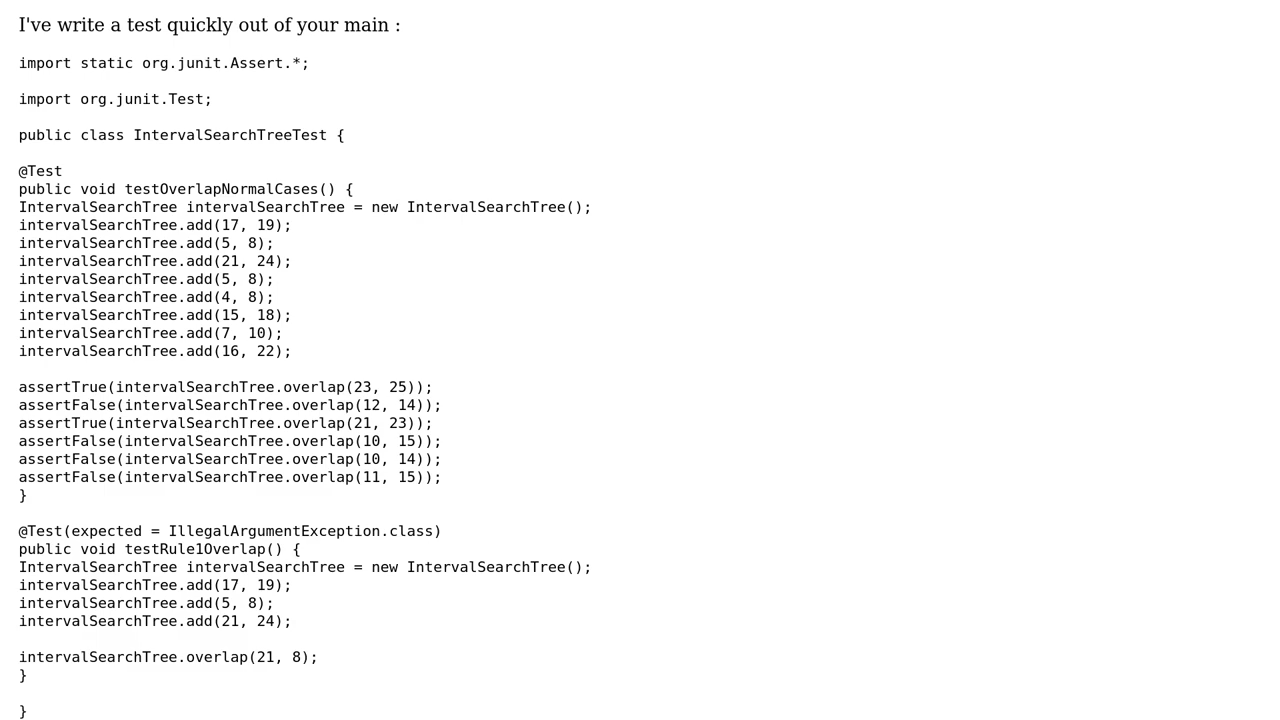 I've write a test quickly out of your main :
import static org.junit.Assert.*;
import org.junit.Test;
public class IntervalSearchTreeTest {
@Test
public void testOverlapNormalCases() {
IntervalSearchTree intervalSearchTree = new IntervalSearchTree();
intervalSearchTree.add(17, 19);
intervalSearchTree.add(5, 8);
intervalSearchTree.add(21, 24);
intervalSearchTree.add(5, 8);
intervalSearchTree.add(4, 8);
intervalSearchTree.add(15, 18);
intervalSearchTree.add(7, 10);
intervalSearchTree.add(16, 22);
assertTrue(intervalSearchTree.overlap(23, 25));
assertFalse(intervalSearchTree.overlap(12, 14));
assertTrue(intervalSearchTree.overlap(21, 23));
assertFalse(intervalSearchTree.overlap(10, 15));
assertFalse(intervalSearchTree.overlap(10, 14));
assertFalse(intervalSearchTree.overlap(11, 15));
}
@Test(expected = IllegalArgumentException.class)
public void testRule1Overlap() {
IntervalSearchTree intervalSearchTree = new IntervalSearchTree();
intervalSearchTree.add(17, 19);
intervalSearchTree.add(5, 8);
intervalSearchTree.add(21, 24);
intervalSearchTree.overlap(21, 8);
}
}